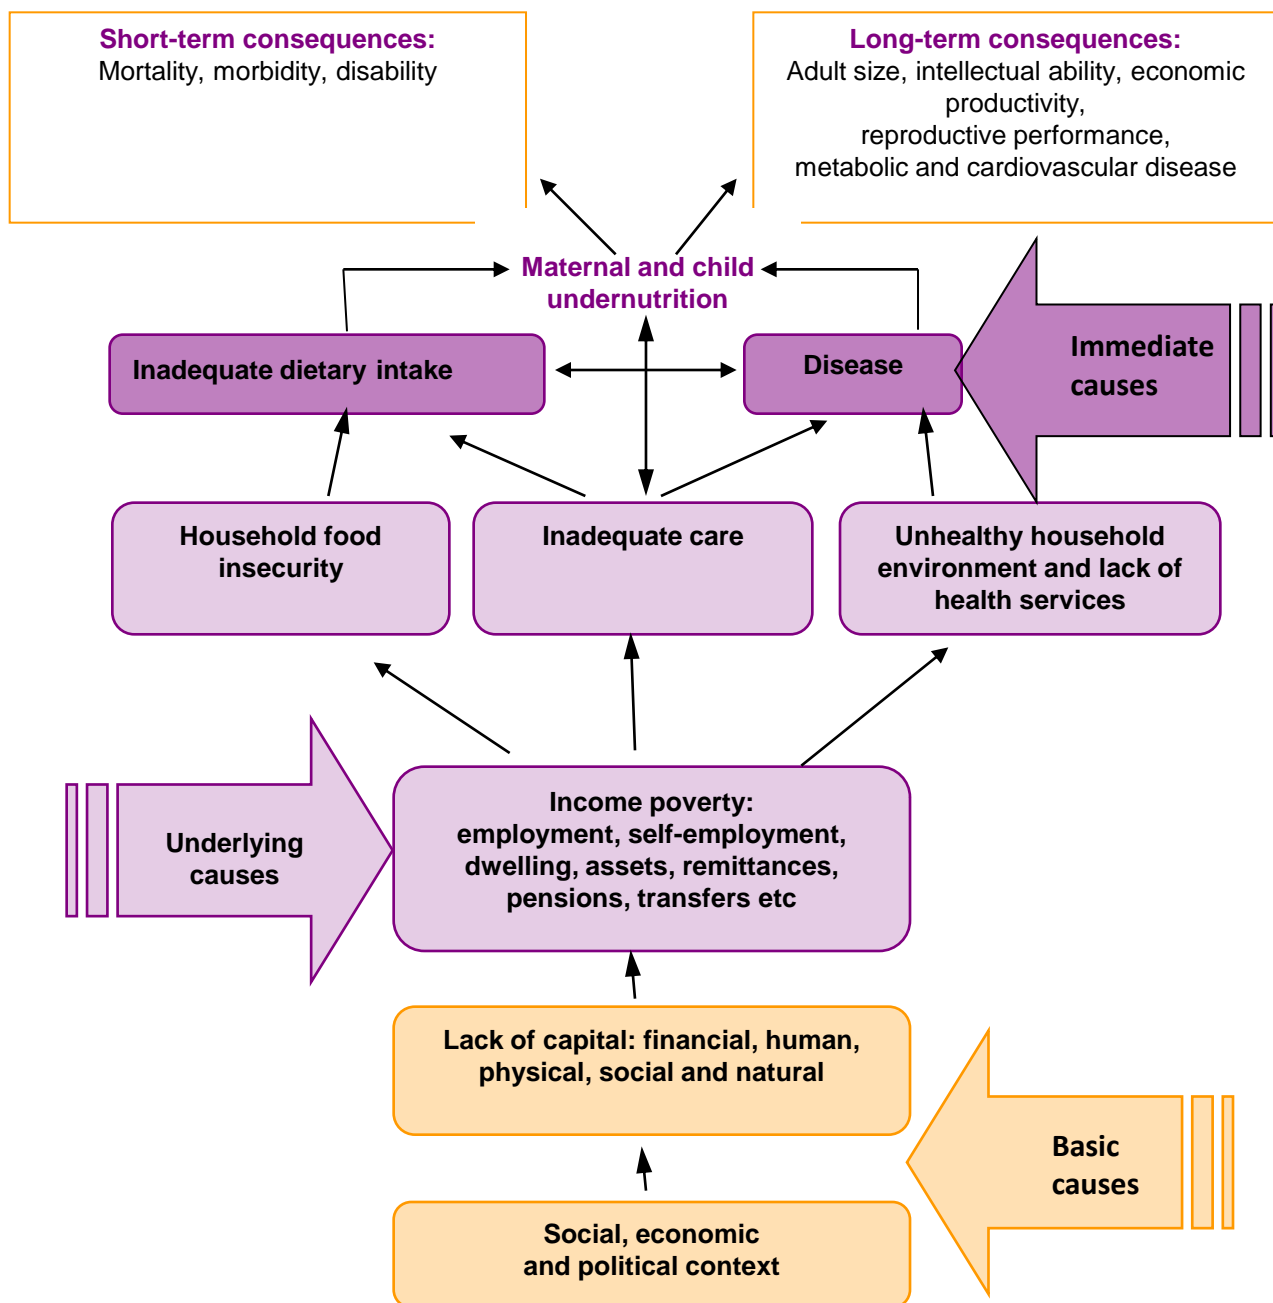 Short-term consequences:
Mortality, morbidity, disability
Long-term consequences:
Adult size, intellectual ability, economic
productivity,
reproductive performance,
metabolic and cardiovascular disease
Maternal and child
undernutrition
Inadequate dietary intake
Disease
Immediate
causes
Household food
insecurity
Inadequate care
Unhealthy household
environment and lack of
health services
Underlying
causes
Income poverty:
employment, self-employment,
dwelling, assets, remittances,
pensions, transfers etc
Lack of capital: financial, human,
physical, social and natural
Basic
causes
Social, economic
and political context